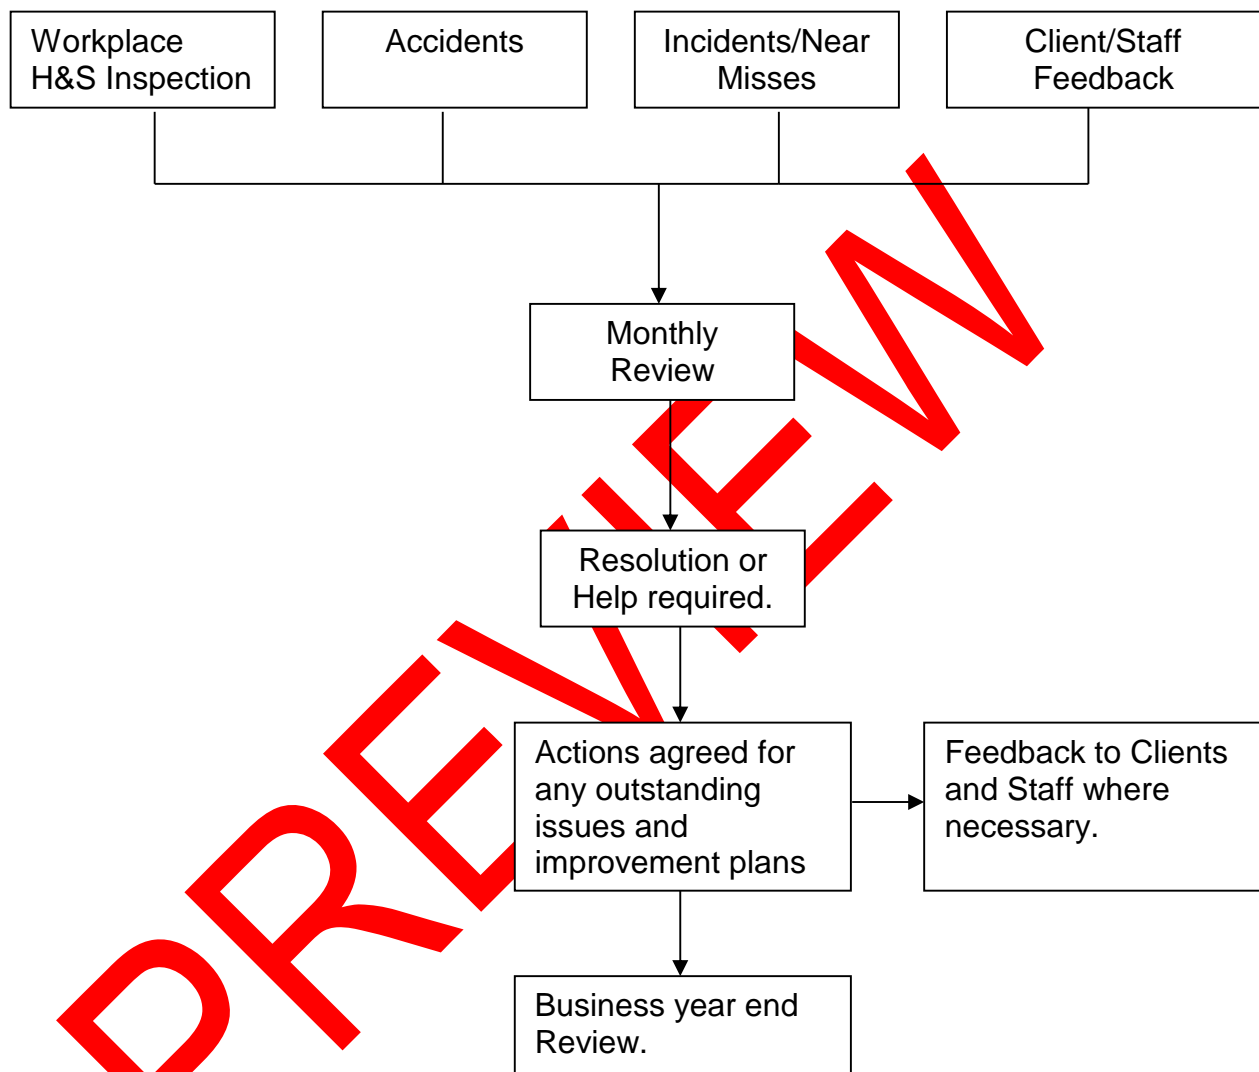 Workplace
H&S Inspection
Accidents
Incidents/Near
Misses
Client/Staff
Feedback
Monthly
Review
Resolution or
Help required.
Actions agreed for
any outstanding
issues and
improvement plans
Feedback to Clients
and Staff where
necessary.
Business year end
Review.
PREVIEW